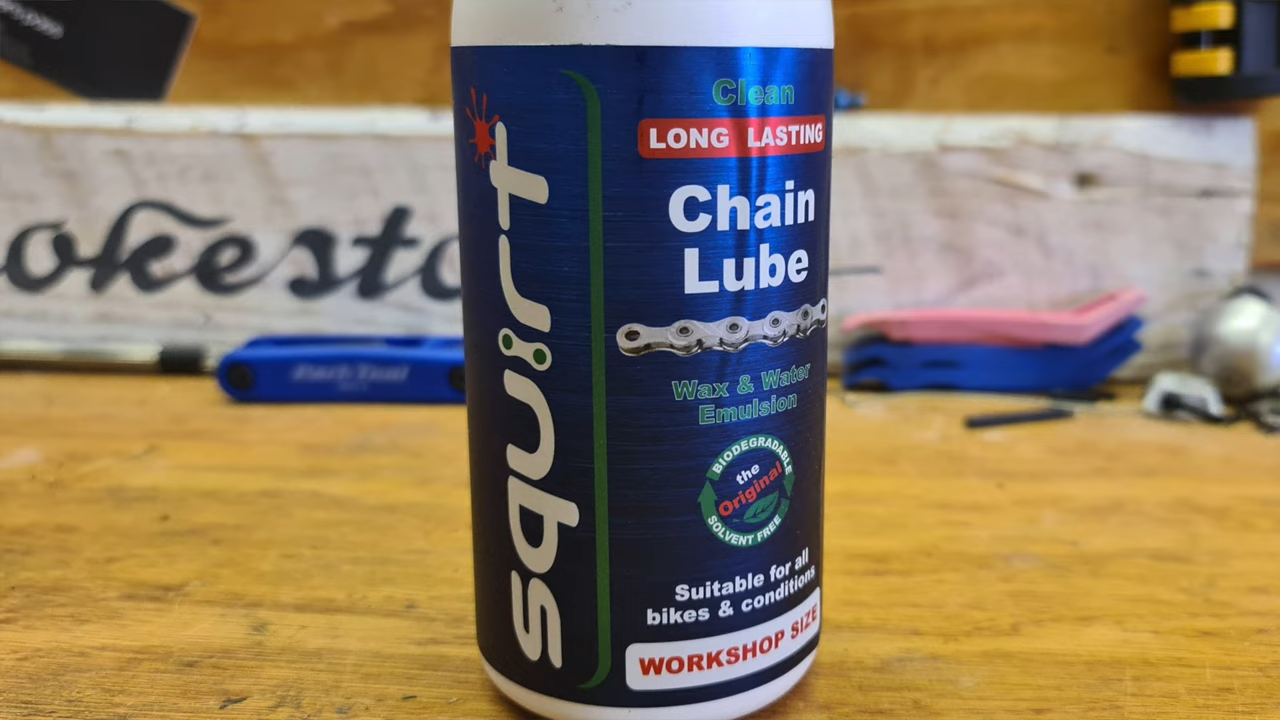 squirt
Clean
LONG LASTING
Chain
Lube
Wax & Water
Emulsion
BIODEGRADABLE
the
Original
SOLVENT FREE
Suitable for all
bikes & conditions
WORKSHOP SIZE
okesto
ParkTool